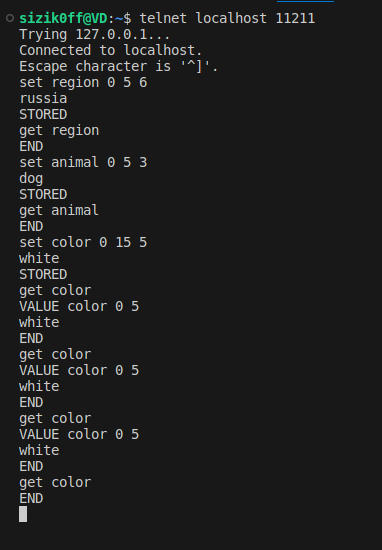 sizik0ff@VD:~$ telnet localhost 11211
Trying 127.0.0.1...
Connected to localhost.
Escape character is '^]'.
set region 0 5 6
russia
STORED
get region
END
set animal 0 5 3
dog
STORED
get animal
END
set color 0 15 5
white
STORED
get color
VALUE color 0 5
white
END
get color
VALUE color 0 5
white
END
get color
VALUE color 0 5
white
END
get color
END